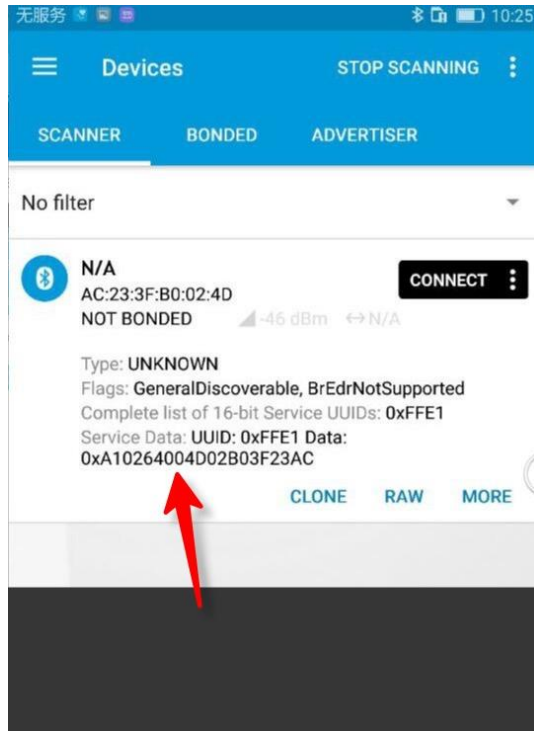 无服务 10:25
Devices STOP SCANNING
SCANNER BONDED ADVERTISER
No filter
N/A
AC:23:3F:B0:02:4D CONNECT
NOT BONDED -46 dBm N/A
Type: UNKNOWN
Flags: GeneralDiscoverable, BrEdrNotSupported
Complete list of 16-bit Service UUIDs: 0xFFE1
Service Data: UUID: 0xFFE1 Data:
0xA10264004D02B03F23AC
CLONE RAW MORE